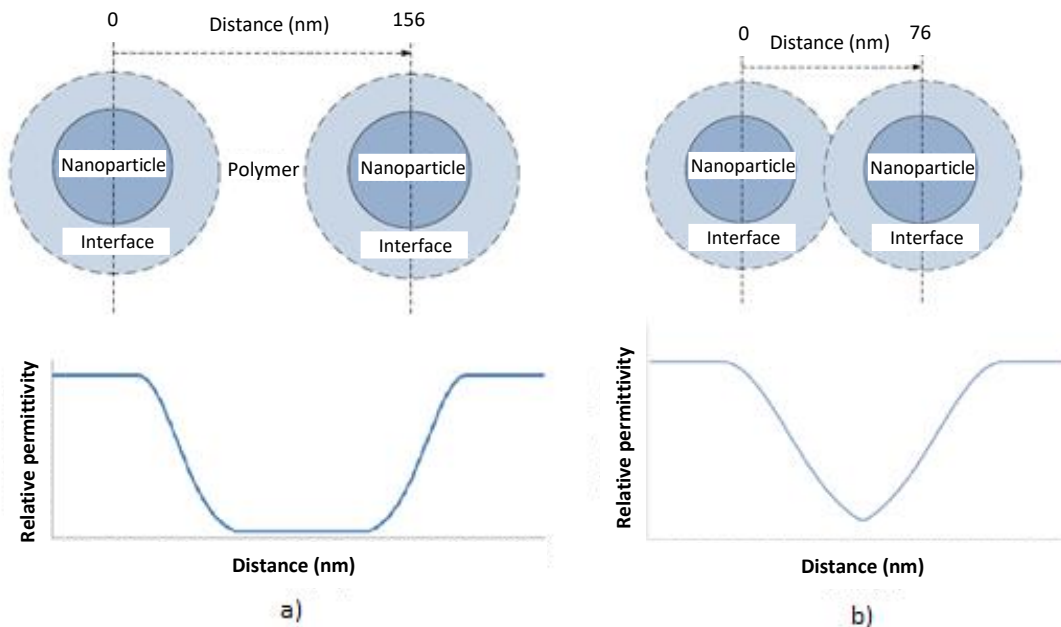 0
Distance (nm)
156
Nanoparticle
Polymer
Nanoparticle
Interface
Interface
Relative permittivity
Distance (nm)
a)
0
Distance (nm)
76
Nanoparticle
Nanoparticle
Interface
Interface
Relative permittivity
Distance (nm)
b)